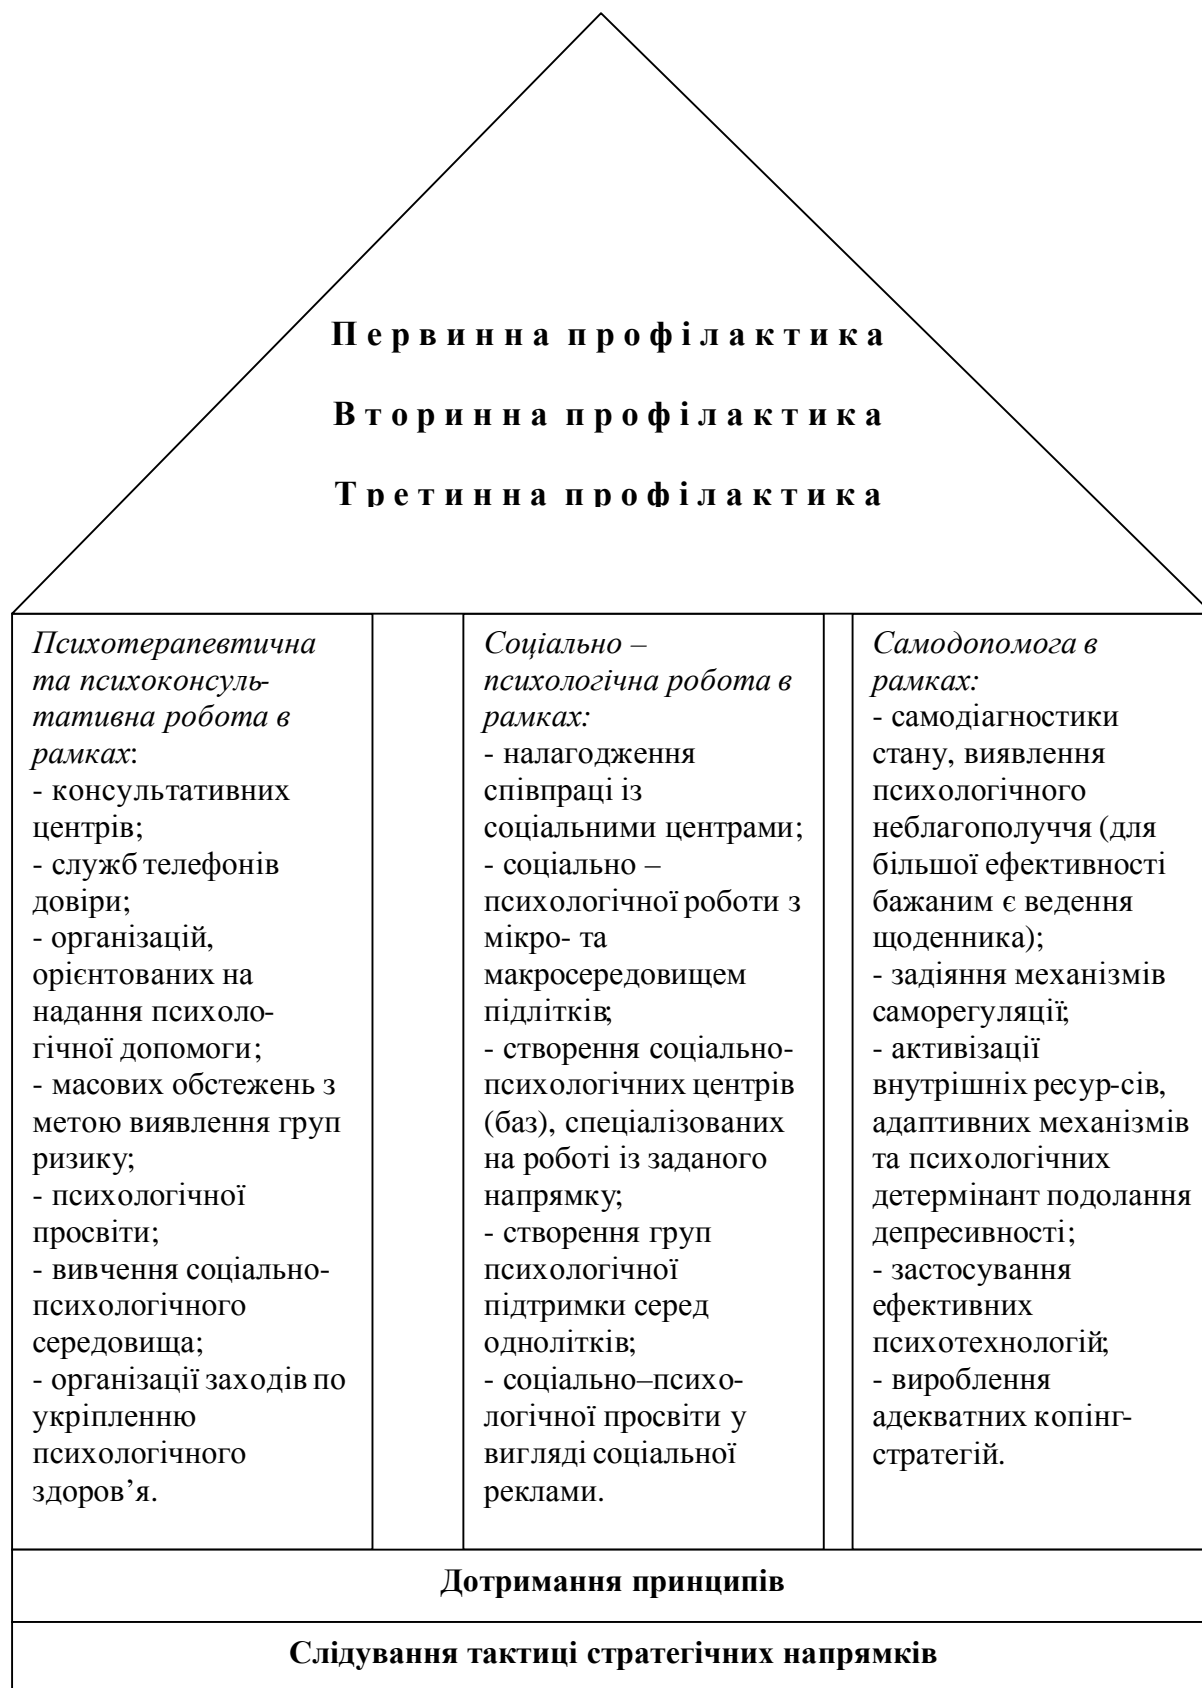 Первинна профілактика
Вторинна профілактика
Третинна профілактика
Психотерапевтична
та психоконсуль-
тативна робота в
рамках:
- консультативних
центрів;
- служб телефонів
довіри;
- організацій,
орієнтованих на
надання психоло-
гічної допомоги;
- масових обстежень з
метою виявлення груп
ризику;
- психологічної
просвіти;
- вивчення соціально-
психологічного
середовища;
- організації заходів по
укріпленню
психологічного
здоров’я.
Соціально –
психологічна робота в
рамках:
- налагодження
співпраці із
соціальними центрами;
- соціально –
психологічної роботи з
мікро- та
макросередовищем
підлітків;
- створення соціально-
психологічних центрів
(баз), спеціалізованих
на роботі із заданого
напрямку;
- створення груп
психологічної
підтримки серед
однолітків;
- соціально–психо-
логічної просвіти у
вигляді соціальної
реклами.
Самодопомога в
рамках:
- самодіагностики
стану, виявлення
психологічного
неблагополуччя (для
більшої ефективності
бажаним є ведення
щоденника);
- задіяння механізмів
саморегуляції;
- активізації
внутрішніх ресур-сів,
адаптивних механізмів
та психологічних
детермінант подолання
депресивності;
- застосування
ефективних
психотехнологій;
- вироблення
адекватних копінг-
стратегій.
Дотримання принципів
Слідування тактиці стратегічних напрямків